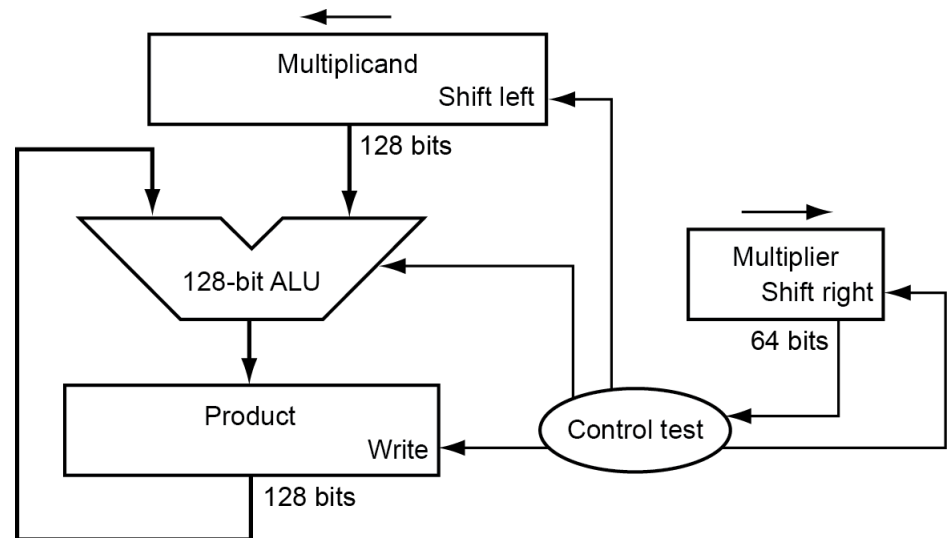 Multiplicand
Shift left
128 bits
128-bit ALU
Multiplier
Shift right
64 bits
Product
Write
Control test
128 bits